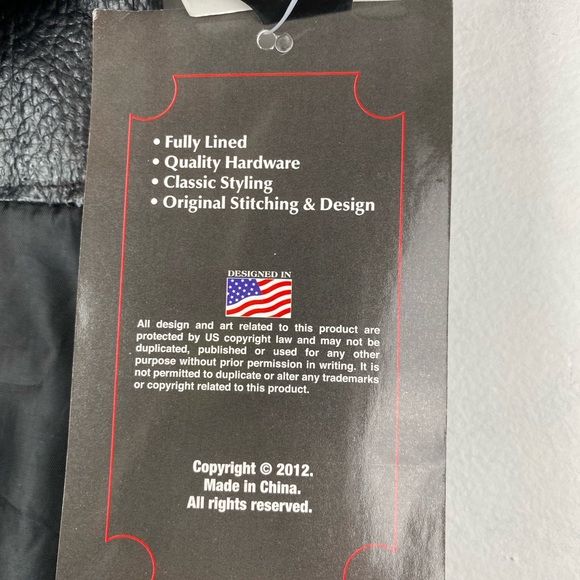 • Fully Lined
• Quality Hardware
• Classic Styling
• Original Stitching & Design
DESIGNED IN
All design and art related to this product are
protected by US copyright law and may not be
duplicated, published or used for any other
purpose without prior permission in writing. It is
not permitted to duplicate or alter any trademarks
or copyright related to this product.
Copyright © 2012.
Made in China.
All rights reserved.